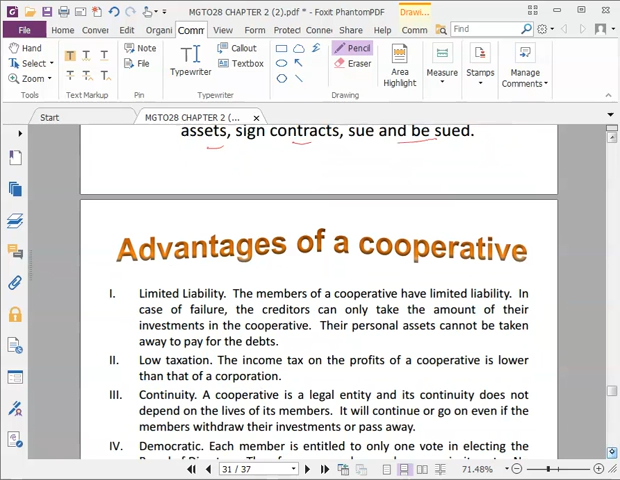 MGTO28 CHAPTER 2 (2).pdf * - Foxit PhantomPDF
Drawi...
File
Home
Conver
Edit
Organi
Comm
View
Form
Protec
Share
Connec
Help
Extras
Comm
Find
Hand
Select
Zoom
Tools
Text Markup
Note
File
Pin
Typewriter
Callout
Textbox
Typewriter
Drawing
Pencil
Eraser
Area
Highlight
Measure
Stamps
Manage
Comments
Start
MGTO28 CHAPTER 2 (...
assets, sign contracts, sue and be sued.
Advantages of a cooperative
I. Limited Liability. The members of a cooperative have limited liability. In
case of failure, the creditors can only take the amount of their
investments in the cooperative. Their personal assets cannot be taken
away to pay for the debts.
II. Low taxation. The income tax on the profits of a cooperative is lower
than that of a corporation.
III. Continuity. A cooperative is a legal entity and its continuity does not
depend on the lives of its members. It will continue or go on even if the
members withdraw their investments or pass away.
IV. Democratic. Each member is entitled to only one vote in electing the
31 / 37
71.48%